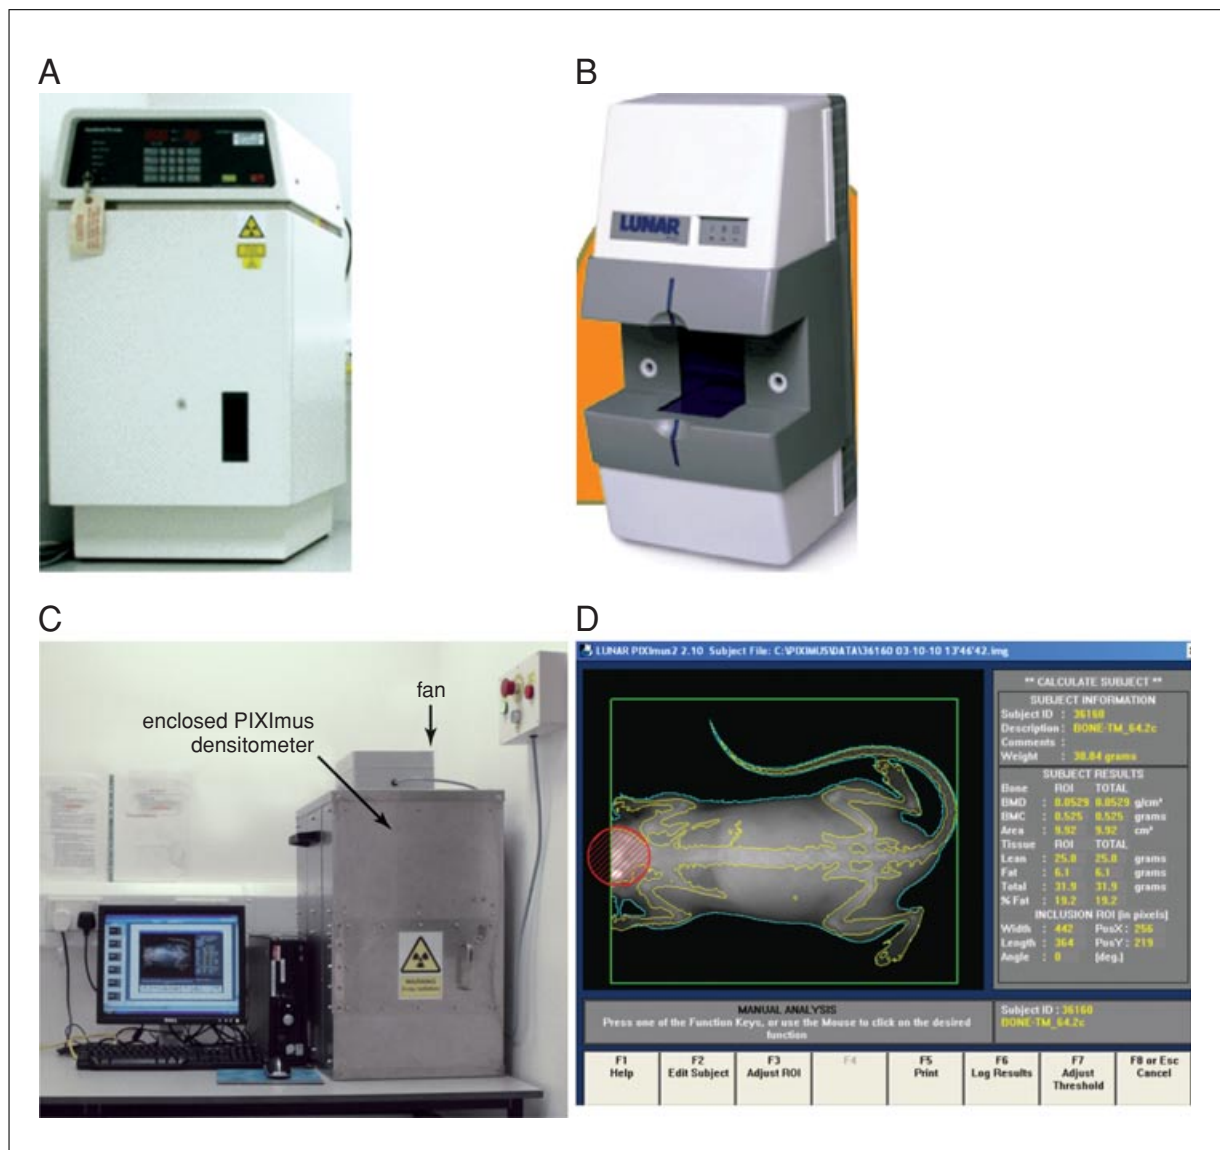 A
B
LUNAR
C
fan
enclosed PIXImus
densitometer
WARNING
X-ray radiation
DELL
D
LUNAR PIXImus2 2.10 Subject File: C:\PIXIMUS\DATA\36160 03-10-10 13'46'42.img
** CALCULATE SUBJECT **
SUBJECT INFORMATION
Subject ID : 36160
Description : BONE-TM_64.2c
Comments :
Weight : 38.84 grams
SUBJECT RESULTS
Bone ROI TOTAL
BMD : 0.0529 0.0529 g/cm²
BMC : 0.525 0.525 grams
Area : 9.92 9.92 cm²
Tissue ROI TOTAL
Lean : 25.8 25.8 grams
Fat : 6.1 6.1 grams
Total : 31.9 31.9 grams
% Fat : 19.2 19.2
INCLUSION ROI (in pixels)
Width : 442 PosX : 256
Length : 364 PosY : 219
Angle : 0 (deg.)
MANUAL ANALYSIS
Press one of the Function Keys, or use the Mouse to click on the desired
function
Subject ID : 36160
BONE-TM_64.2c
F1
Help
F2
Edit Subject
F3
Adjust ROI
F4
F5
Print
F6
Log Results
F7
Adjust
Threshold
F8 or Esc
Cancel